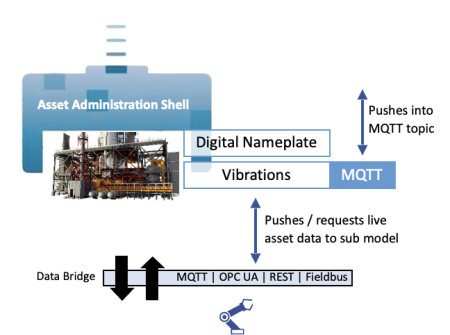 Asset Administration Shell
Pushes into
MQTT topic
Digital Nameplate
Vibrations
MQTT
Pushes / requests live
asset data to sub model
Data Bridge
MQTT | OPC UA | REST | Fieldbus